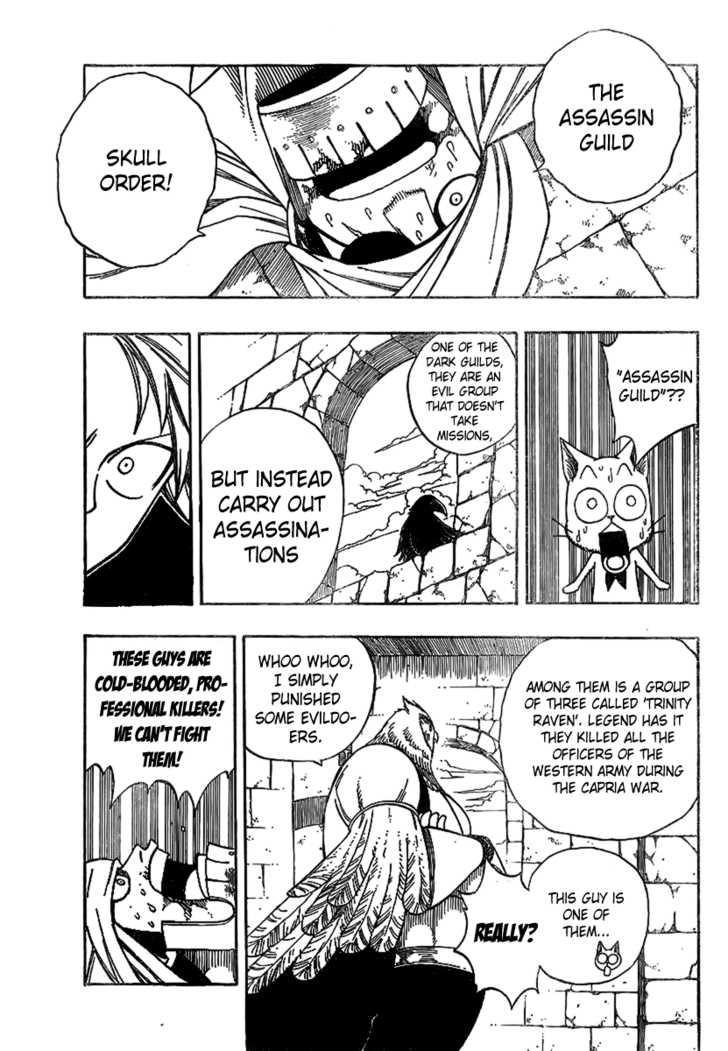 THE
ASSASSIN
GUILD
SKULL
ORDER!
"ASSASSIN
GUILD"??
ONE OF THE
DARK GUILDS,
THEY ARE AN
EVIL GROUP
THAT DOESN'T
TAKE
MISSIONS,
BUT INSTEAD
CARRY OUT
ASSASSINA-
TIONS
AMONG THEM IS A GROUP
OF THREE CALLED 'TRINITY
RAVEN'. LEGEND HAS IT
THEY KILLED ALL THE
OFFICERS OF THE
WESTERN ARMY DURING
THE CAPRIA WAR.
WHOO WHOO,
I SIMPLY
PUNISHED
SOME EVILDO-
ERS.
THIS GUY IS
ONE OF
THEM...
REALLY?
THESE GUYS ARE
COLD-BLOODED, PRO-
FESSIONAL KILLERS!
WE CAN'T FIGHT
THEM!